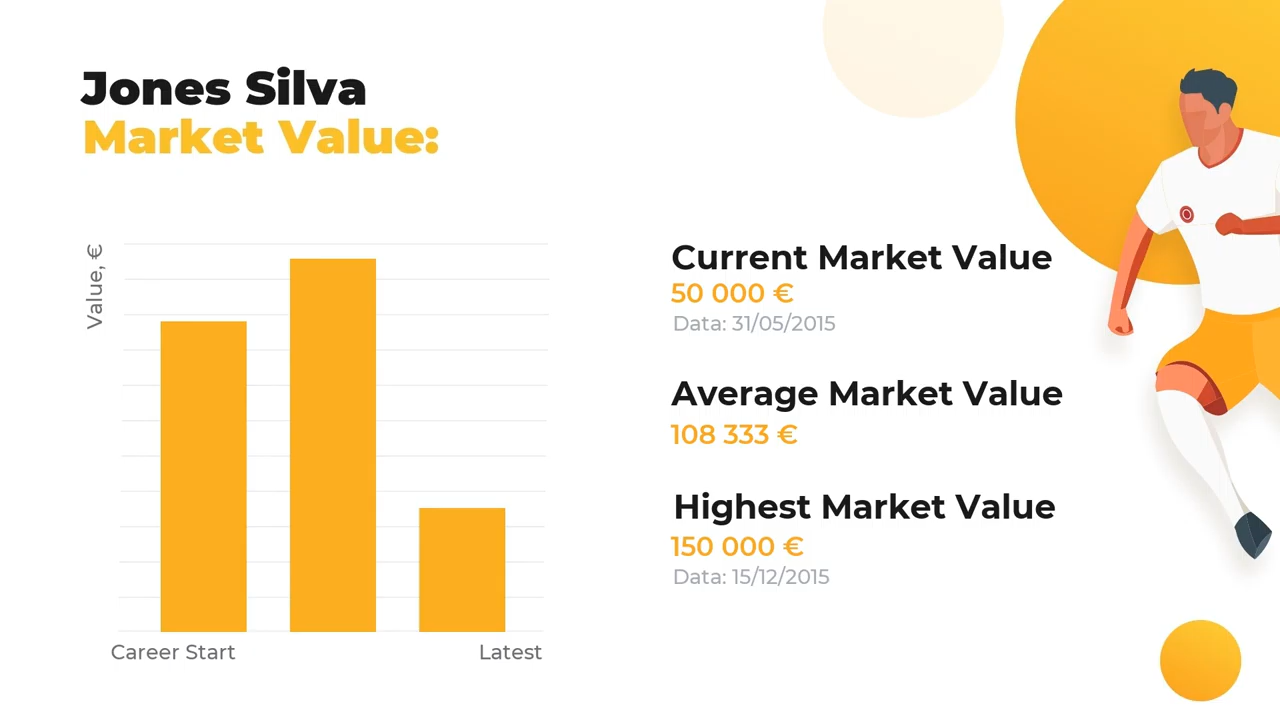 Jones Silva
Market Value:
Value, €
Career Start
Latest
Current Market Value
50 000 €
Data: 31/05/2015
Average Market Value
108 333 €
Highest Market Value
150 000 €
Data: 15/12/2015